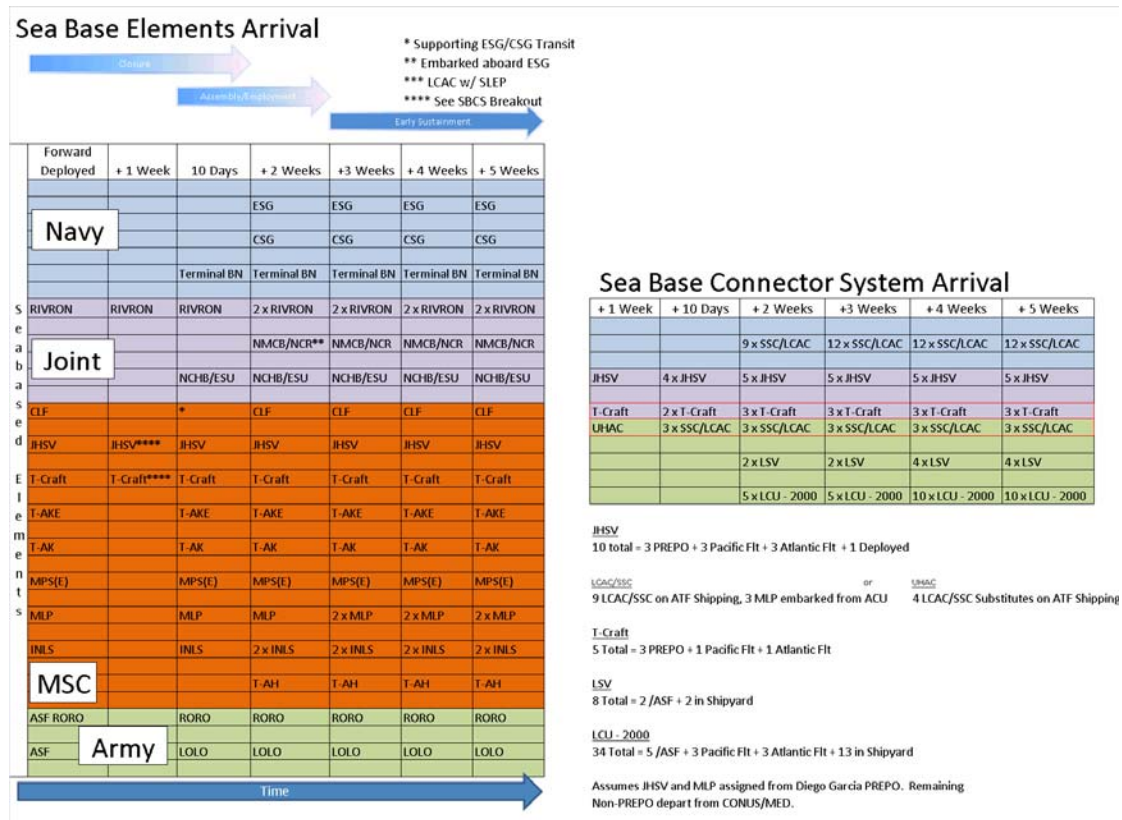 Sea Base Elements Arrival
* Supporting ESG/CSG Transit
** Embarked aboard ESG
*** LCAC w/ SLEP
**** See SBCS Breakout
Closure
Assembly/Employment
Early Sustainment
Forward Deployed + 1 Week 10 Days + 2 Weeks +3 Weeks + 4 Weeks + 5 Weeks
ESG ESG ESG ESG
Navy
CSG CSG CSG CSG
Terminal BN Terminal BN Terminal BN Terminal BN Terminal BN
Seabased Elements
RIVRON RIVRON RIVRON 2 x RIVRON 2 x RIVRON 2 x RIVRON 2 x RIVRON
NMCB/NCR** NMCB/NCR NMCB/NCR NMCB/NCR
Joint
NCHB/ESU NCHB/ESU NCHB/ESU NCHB/ESU NCHB/ESU
CLF * CLF CLF CLF CLF
JHSV JHSV**** JHSV JHSV JHSV JHSV JHSV
T-Craft T-Craft**** T-Craft T-Craft T-Craft T-Craft T-Craft
T-AKE T-AKE T-AKE T-AKE T-AKE T-AKE
T-AK T-AK T-AK T-AK T-AK T-AK
MPS(E) MPS(E) MPS(E) MPS(E) MPS(E) MPS(E)
MLP MLP MLP 2 x MLP 2 x MLP 2 x MLP
INLS INLS 2 x INLS 2 x INLS 2 x INLS 2 x INLS
MSC
T-AH T-AH T-AH T-AH
ASF RORO RORO RORO RORO RORO RORO
Army
ASF LOLO LOLO LOLO LOLO LOLO
Time
Sea Base Connector System Arrival
+ 1 Week + 10 Days + 2 Weeks +3 Weeks + 4 Weeks + 5 Weeks
9 x SSC/LCAC 12 x SSC/LCAC 12 x SSC/LCAC 12 x SSC/LCAC
JHSV 4 x JHSV 5 x JHSV 5 x JHSV 5 x JHSV 5 x JHSV
T-Craft 2 x T-Craft 3 x T-Craft 3 x T-Craft 3 x T-Craft 3 x T-Craft
UHAC 3 x SSC/LCAC 3 x SSC/LCAC 3 x SSC/LCAC 3 x SSC/LCAC 3 x SSC/LCAC
2 x LSV 2 x LSV 4 x LSV 4 x LSV
5 x LCU - 2000 5 x LCU - 2000 10 x LCU - 2000 10 x LCU - 2000
JHSV
10 total = 3 PREPO + 3 Pacific Flt + 3 Atlantic Flt + 1 Deployed
LCAC/SSC or UHAC
9 LCAC/SSC on ATF Shipping, 3 MLP embarked from ACU 4 LCAC/SSC Substitutes on ATF Shipping
T-Craft
5 Total = 3 PREPO + 1 Pacific Flt + 1 Atlantic Flt
LSV
8 Total = 2 /ASF + 2 in Shipyard
LCU - 2000
34 Total = 5 /ASF + 3 Pacific Flt + 3 Atlantic Flt + 13 in Shipyard
Assumes JHSV and MLP assigned from Diego Garcia PREPO. Remaining
Non-PREPO depart from CONUS/MED.